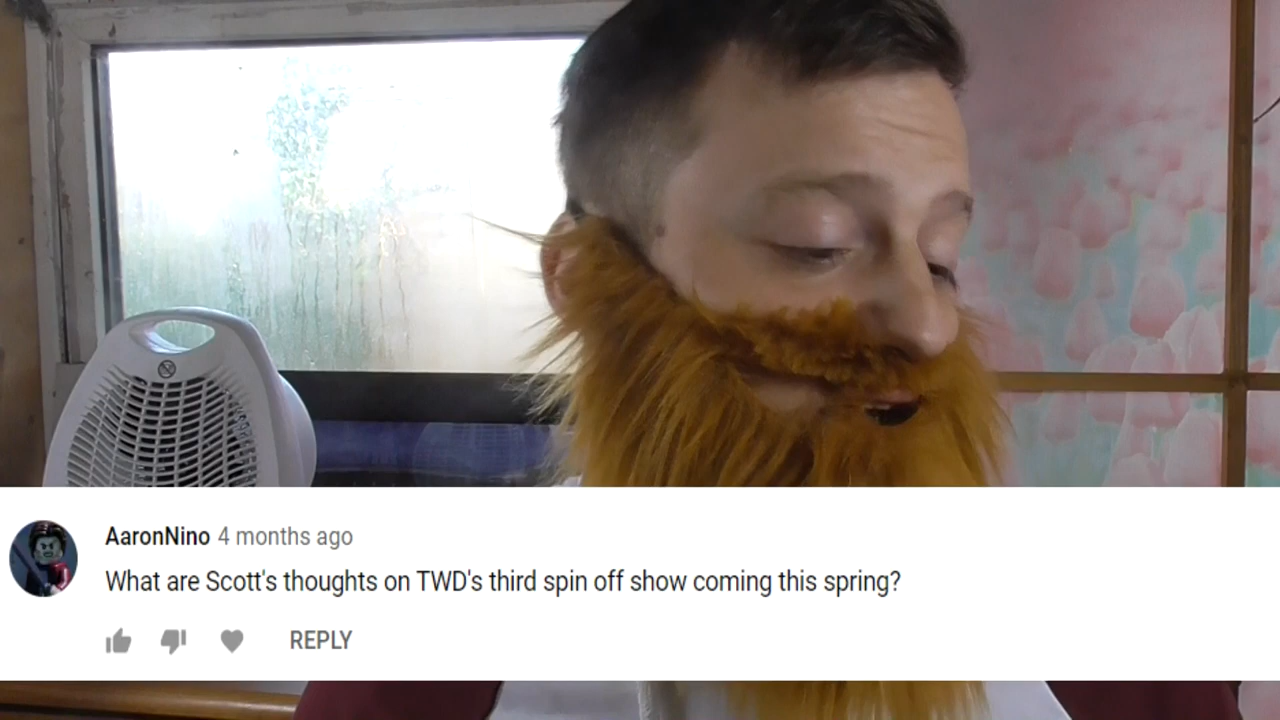 AaronNino 4 months ago
What are Scott's thoughts on TWD's third spin off show coming this spring?
REPLY